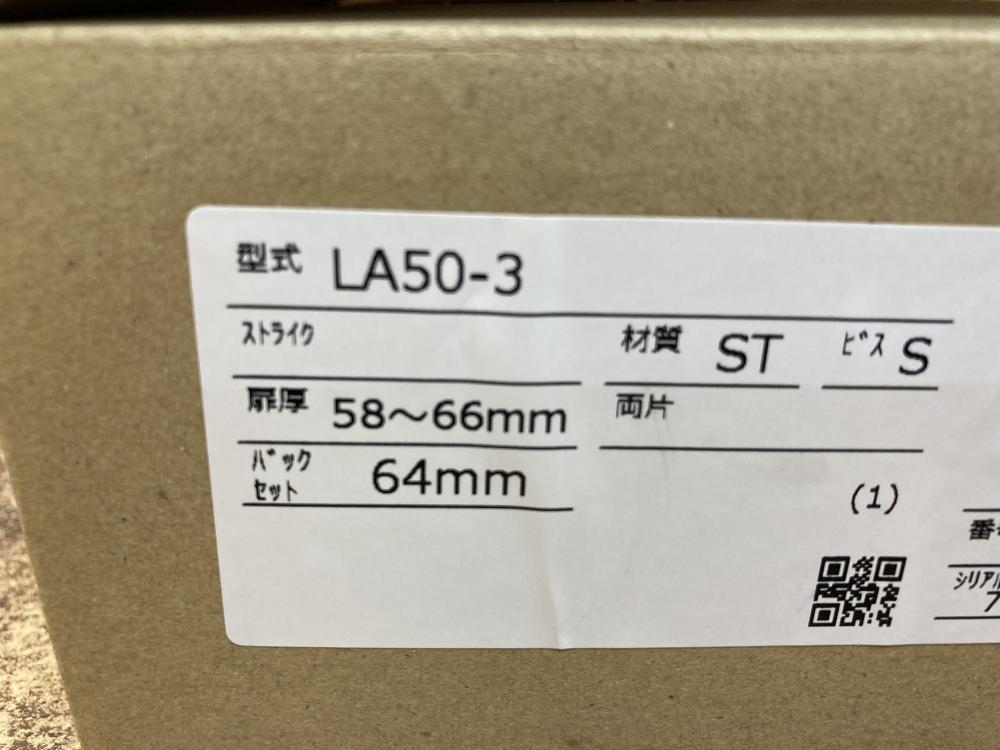 型式 LA50-3
ストライク 材質 ST ビス S
扉厚 58～66mm 両片
バックセット 64mm
(1)